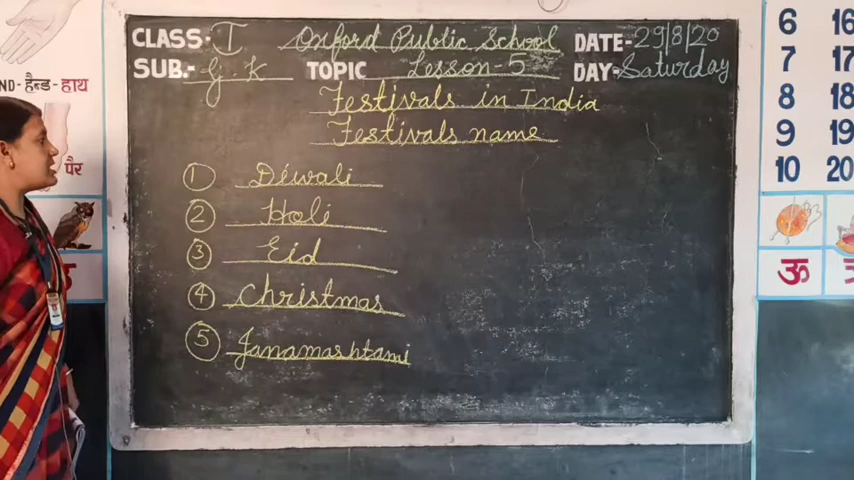 CLASS:- I Oxford Public School DATE-29/8/20
SUB.- G.K TOPIC Lesson-5 DAY-Saturday
Festivals in India
Festivals name
1 Diwali
2 Holi
3 Eid
4 Christmas
5 Janamashtami
ND-हैन्ड-हाथ
पैर
6 16
7 17
8 18
9 19
10 20
उ